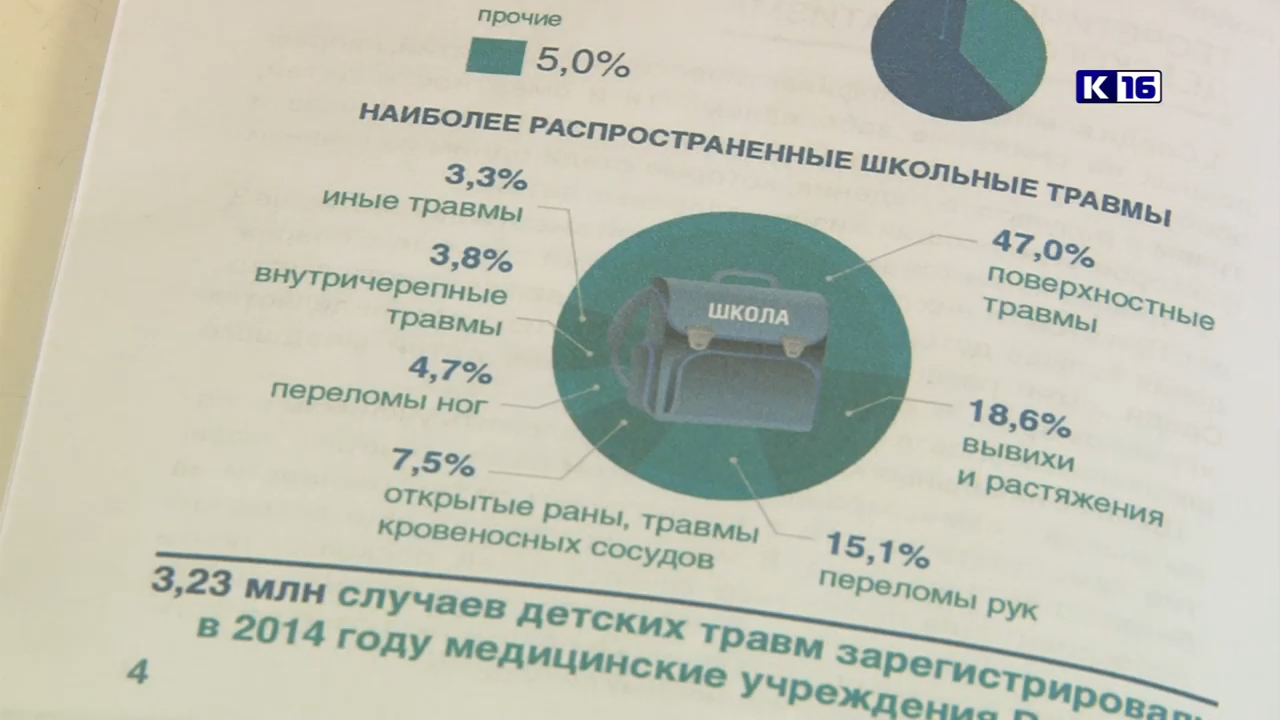 прочие
5,0%
K 16
НАИБОЛЕЕ РАСПРОСТРАНЕННЫЕ ШКОЛЬНЫЕ ТРАВМЫ
3,3%
иные травмы
3,8%
внутричерепные
травмы
4,7%
переломы ног
7,5%
открытые раны, травмы
кровеносных сосудов
ШКОЛА
47,0%
поверхностные
травмы
18,6%
вывихи
и растяжения
15,1%
переломы рук
3,23 млн случаев детских травм зарегистрировал
в 2014 году медицинские учреждения
4